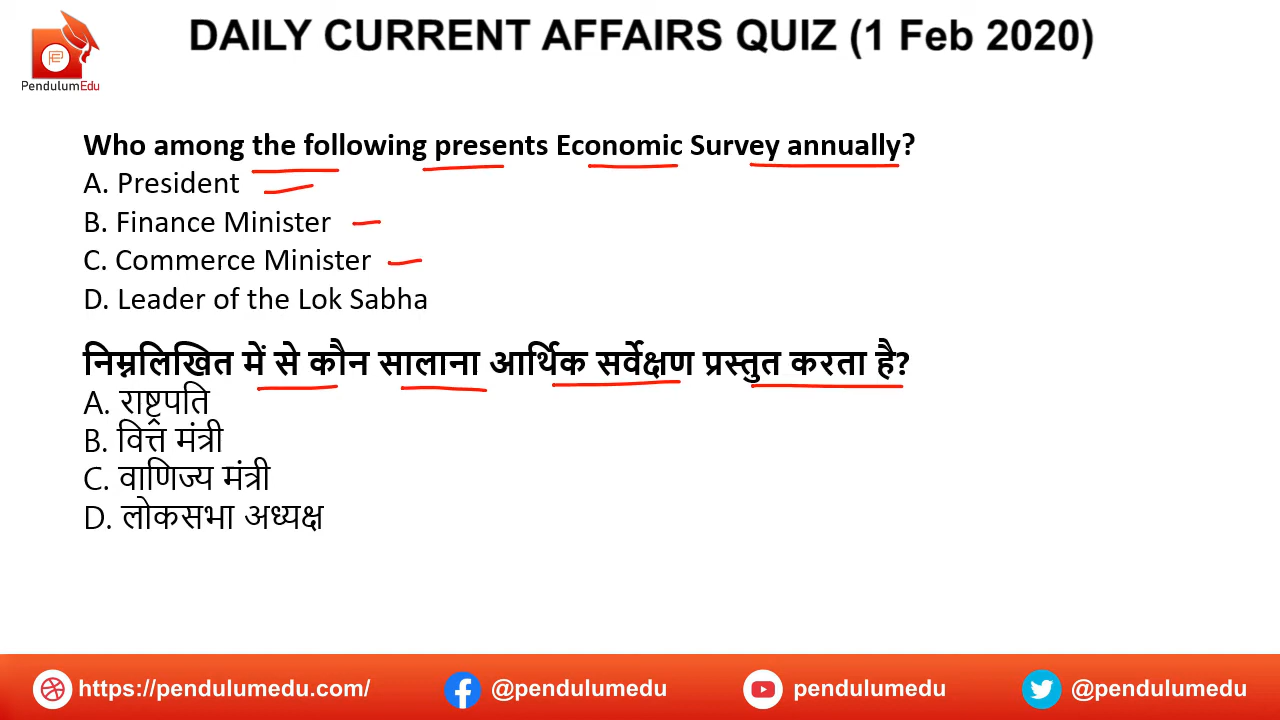 DAILY CURRENT AFFAIRS QUIZ (1 Feb 2020)
PendulumEdu
Who among the following presents Economic Survey annually?
A. President
B. Finance Minister
C. Commerce Minister
D. Leader of the Lok Sabha
निम्नलिखित में से कौन सालाना आर्थिक सर्वेक्षण प्रस्तुत करता है?
A. राष्ट्रपति
B. वित्त मंत्री
C. वाणिज्य मंत्री
D. लोकसभा अध्यक्ष
https://pendulumedu.com/ @pendulumedu pendulumedu @pendulumedu